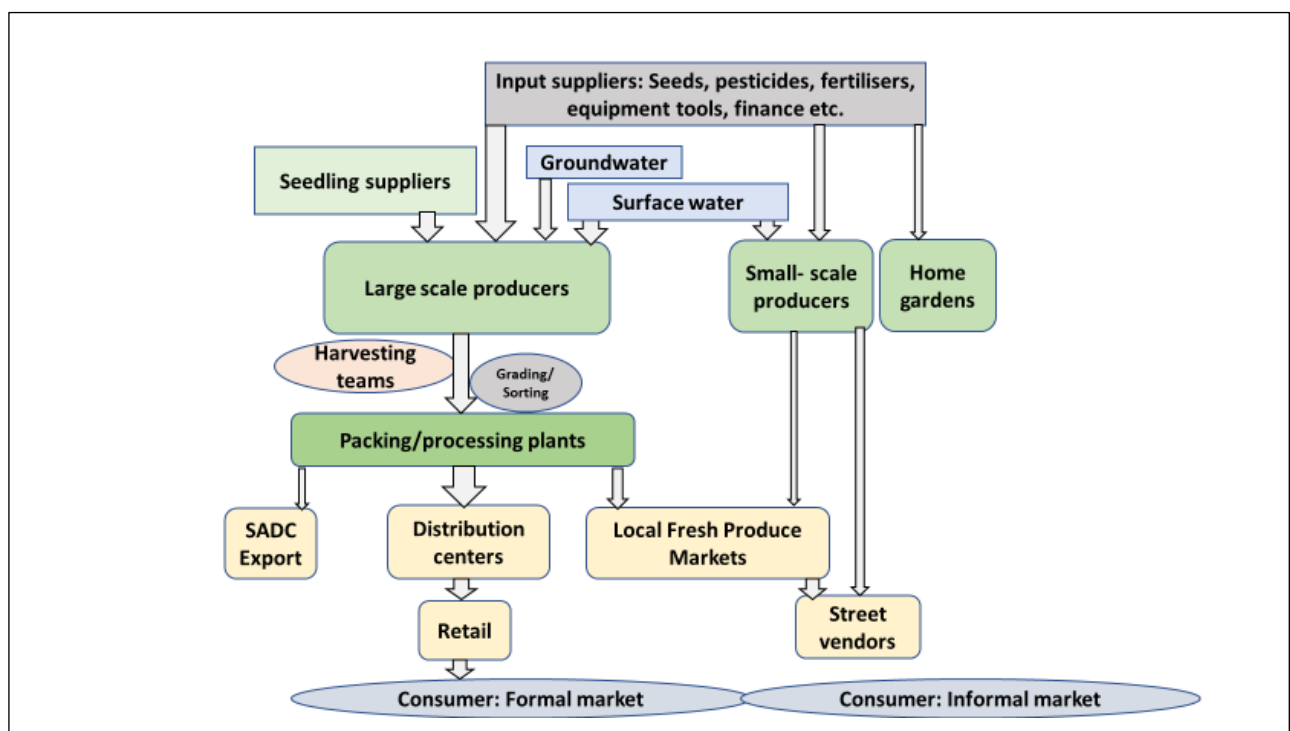 Input suppliers: Seeds, pesticides, fertilisers,
equipment tools, finance etc.
Seedling suppliers
Groundwater
Surface water
Large scale producers
Small- scale
producers
Home
gardens
Harvesting
teams
Grading/
Sorting
Packing/processing plants
SADC
Export
Distribution
centers
Local Fresh Produce
Markets
Retail
Street
vendors
Consumer: Formal market
Consumer: Informal market